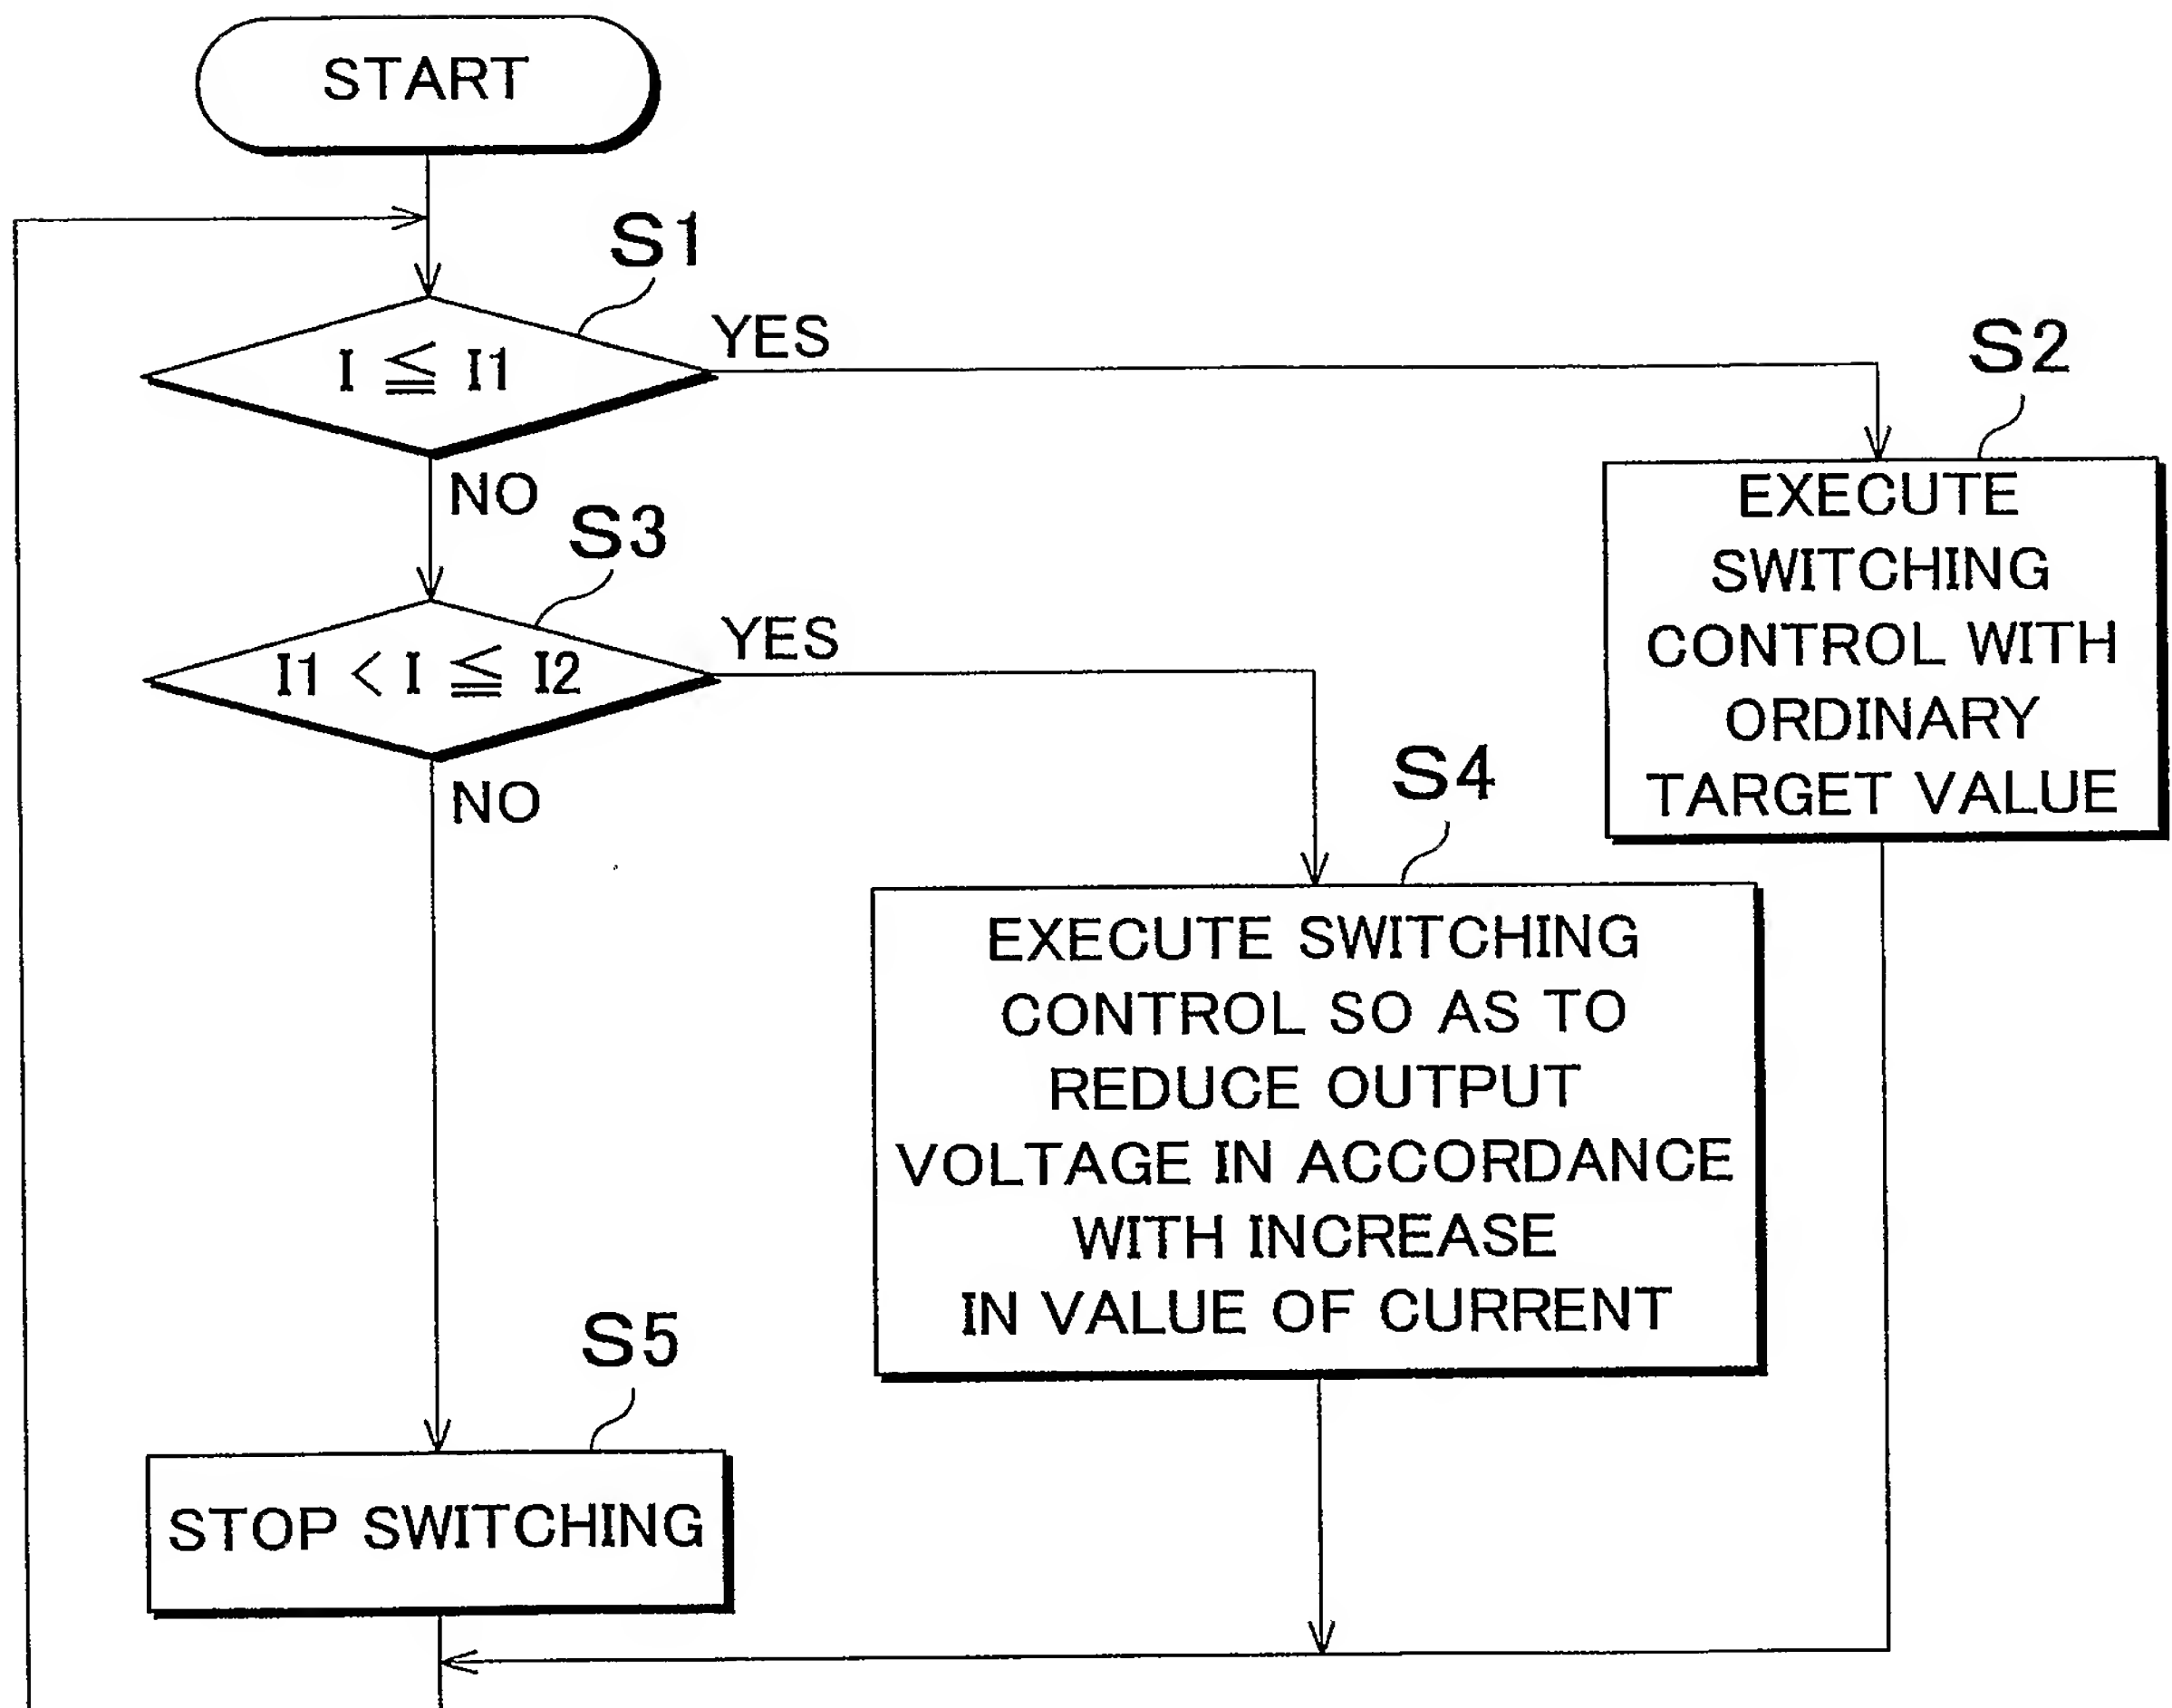 START
S1
I ≦ I1
YES
S2
EXECUTE
SWITCHING
CONTROL WITH
ORDINARY
TARGET VALUE
NO
S3
I1 < I ≦ I2
YES
S4
EXECUTE SWITCHING
CONTROL SO AS TO
REDUCE OUTPUT
VOLTAGE IN ACCORDANCE
WITH INCREASE
IN VALUE OF CURRENT
NO
S5
STOP SWITCHING